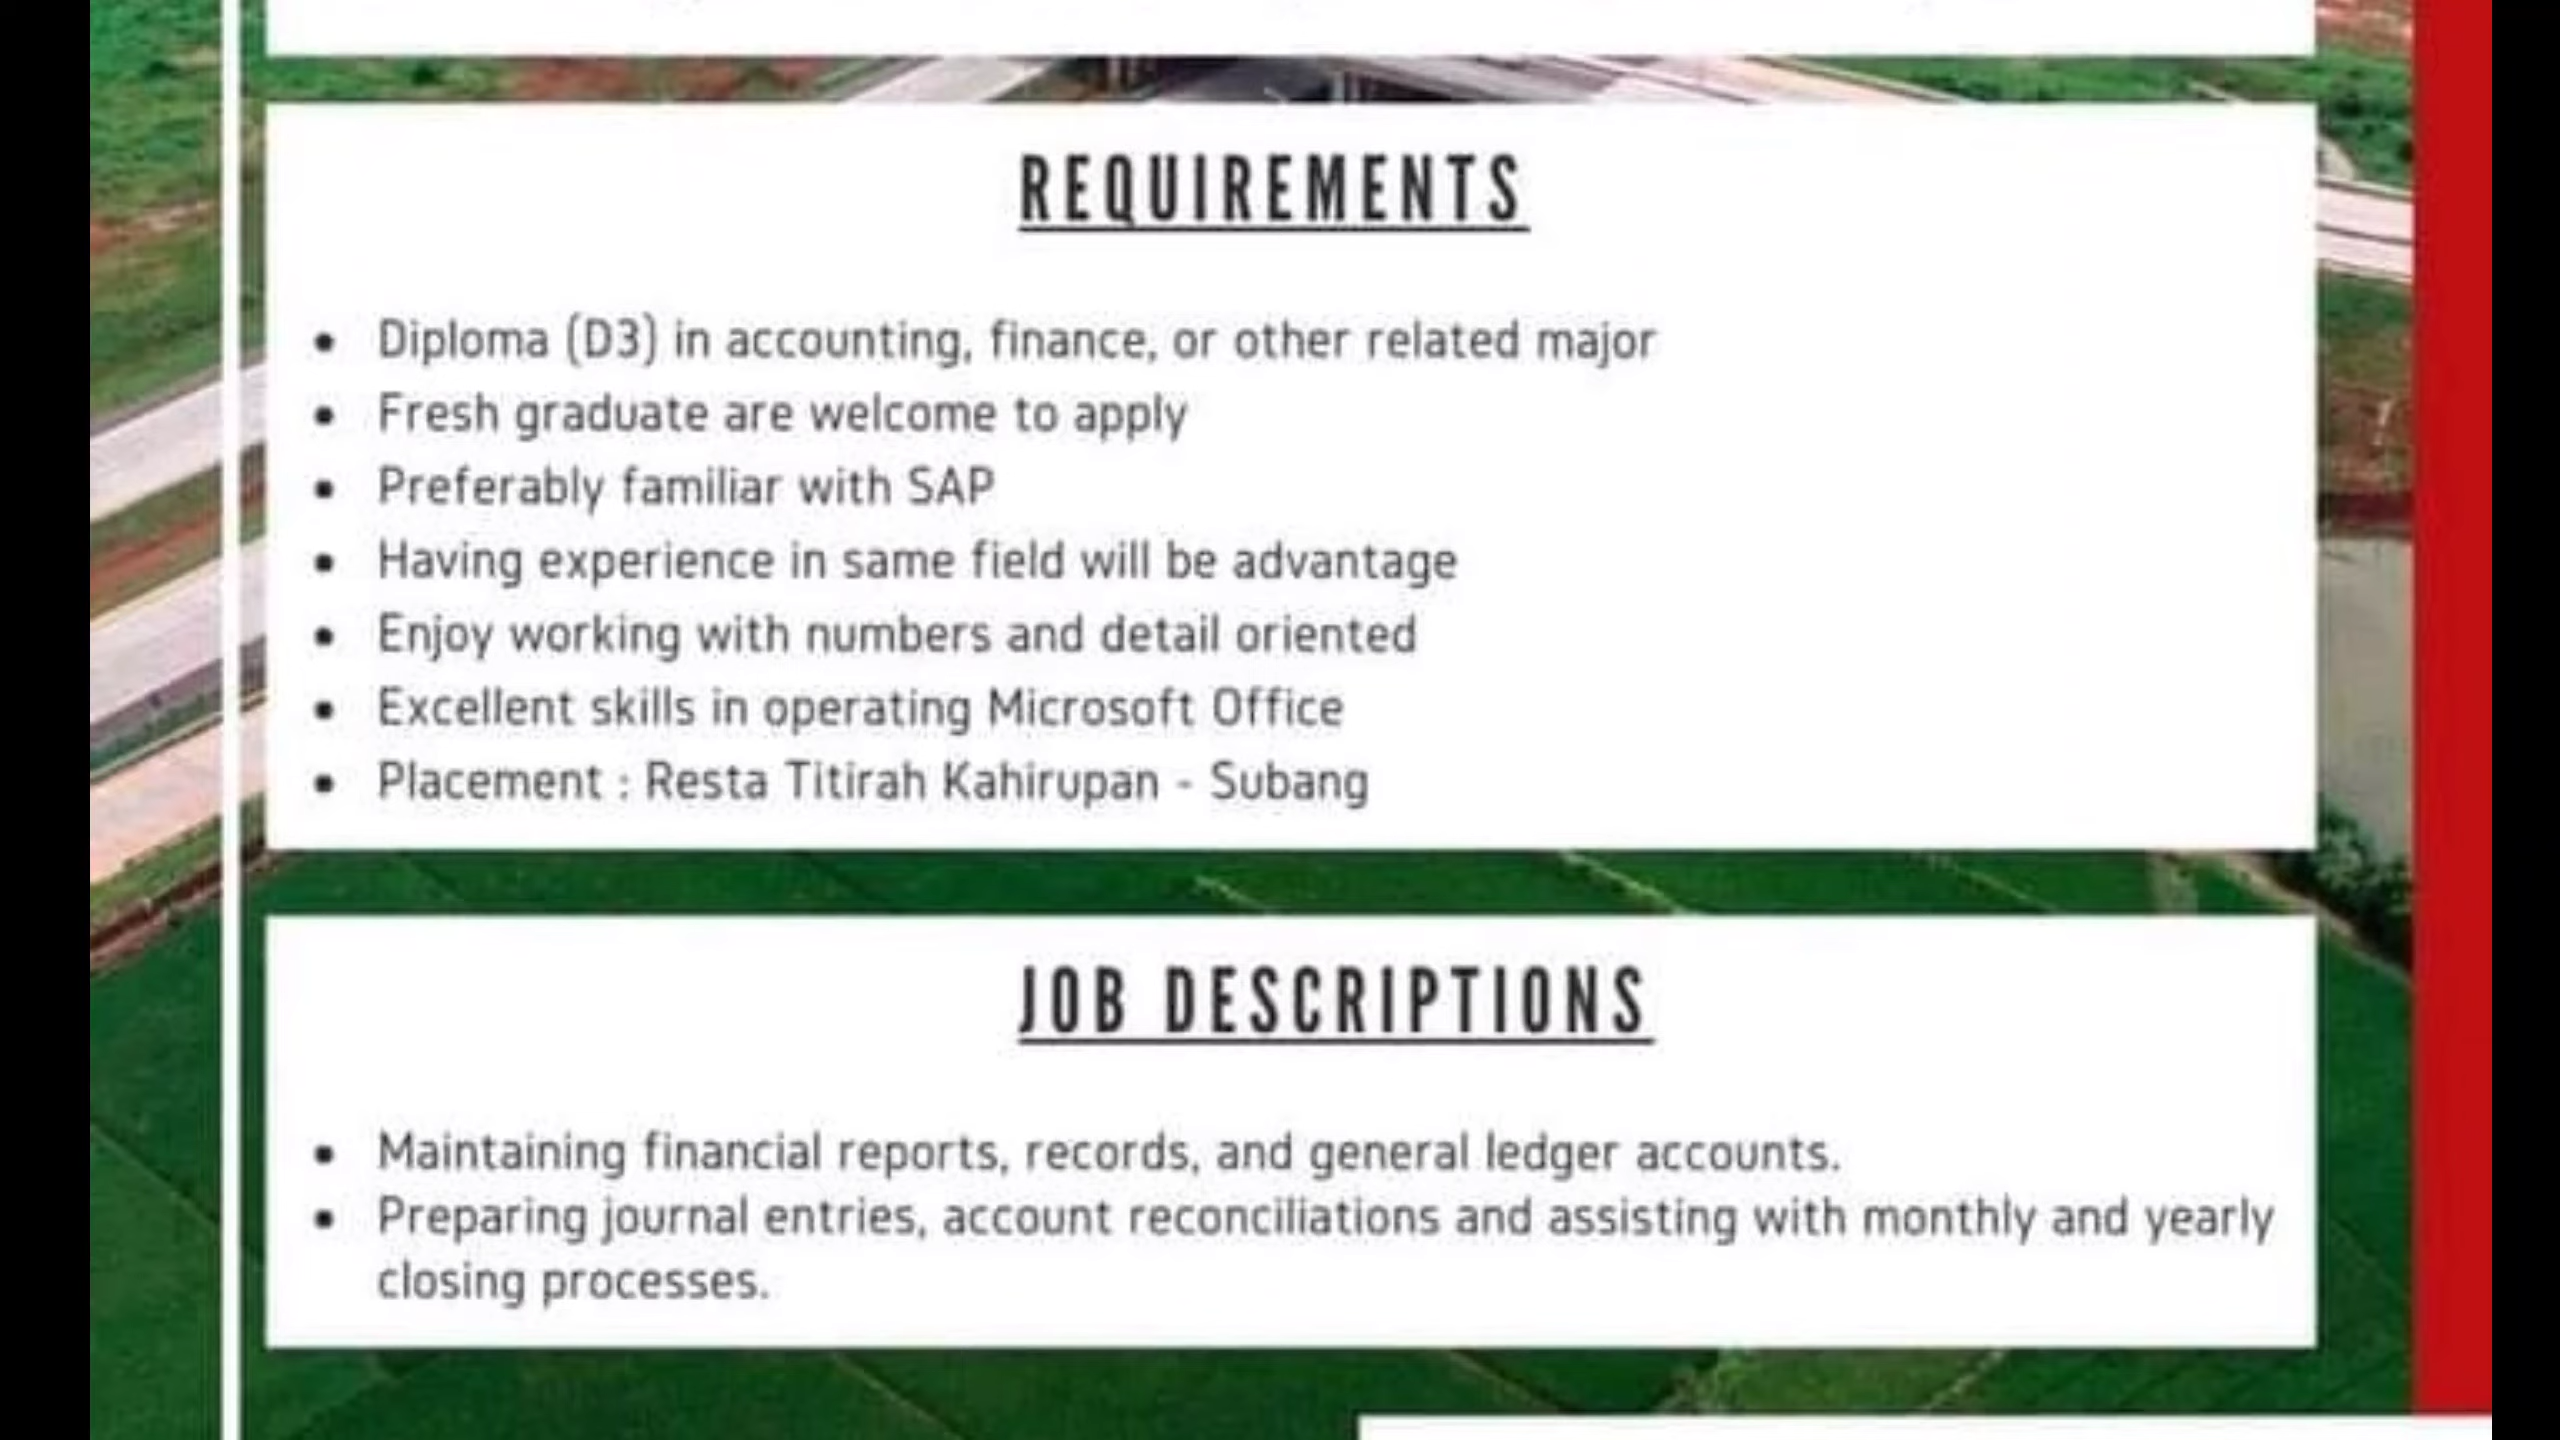 REQUIREMENTS
• Diploma (D3) in accounting, finance, or other related major
• Fresh graduate are welcome to apply
• Preferably familiar with SAP
• Having experience in same field will be advantage
• Enjoy working with numbers and detail oriented
• Excellent skills in operating Microsoft Office
• Placement : Resta Titirah Kahirupan - Subang
JOB DESCRIPTIONS
• Maintaining financial reports, records, and general ledger accounts.
• Preparing journal entries, account reconciliations and assisting with monthly and yearly
closing processes.